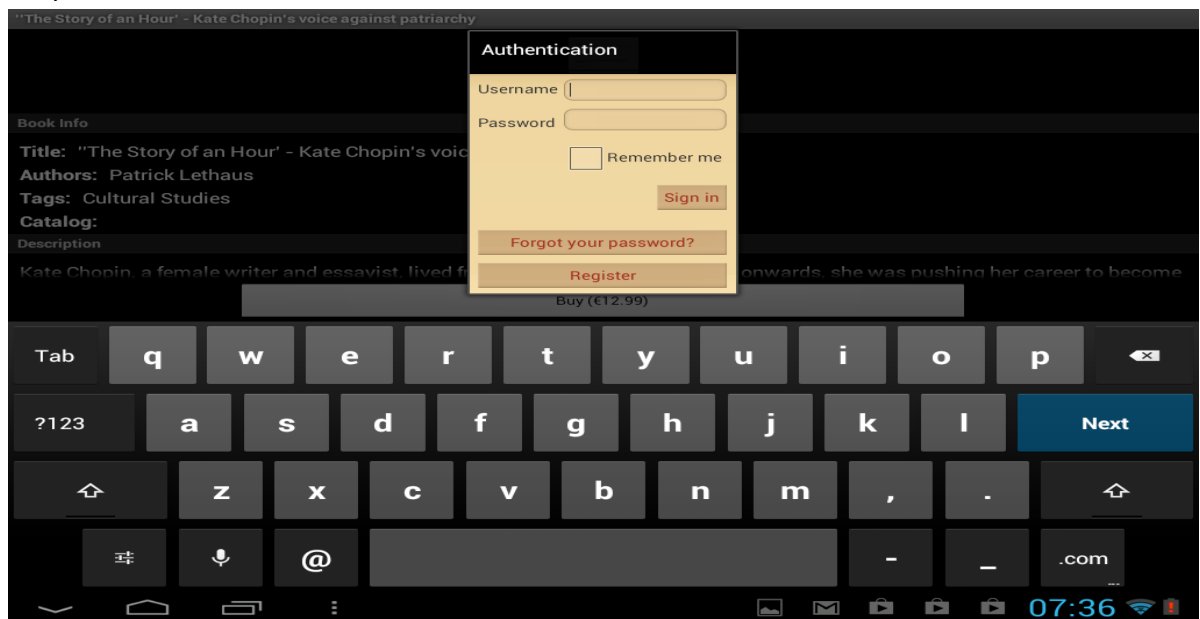 ''The Story of an Hour' - Kate Chopin's voice against patriarchy
Authentication
Username
Password
Remember me
Sign in
Forgot your password?
Register
Book Info
Title: ''The Story of an Hour' - Kate Chopin's voic
Authors: Patrick Lethaus
Tags: Cultural Studies
Catalog:
Description
Kate Chopin, a female writer and essayist, lived fr onwards, she was pushing her career to become
Buy (€12.99)
Tab q w e r t y u i o p
?123 a s d f g h j k l Next
z x c v b n m , .
@ - _ .com
07:36